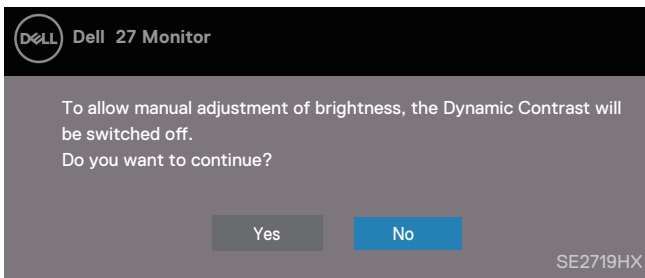 DELL Dell 27 Monitor
To allow manual adjustment of brightness, the Dynamic Contrast will
be switched off.
Do you want to continue?
Yes No
SE2719HX